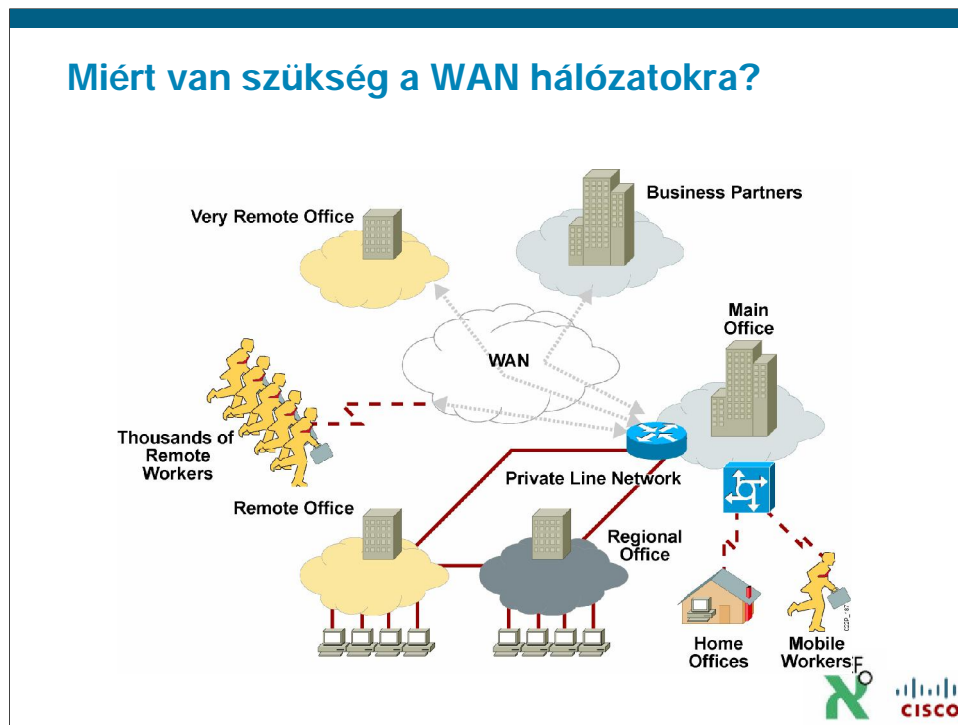 Miért van szükség a WAN hálózatokra?
Very Remote Office
Business Partners
Main
Office
WAN
Thousands of
Remote
Workers
Private Line Network
Remote Office
Regional
Office
Home
Offices
Mobile
Workers
F
א
CISCO